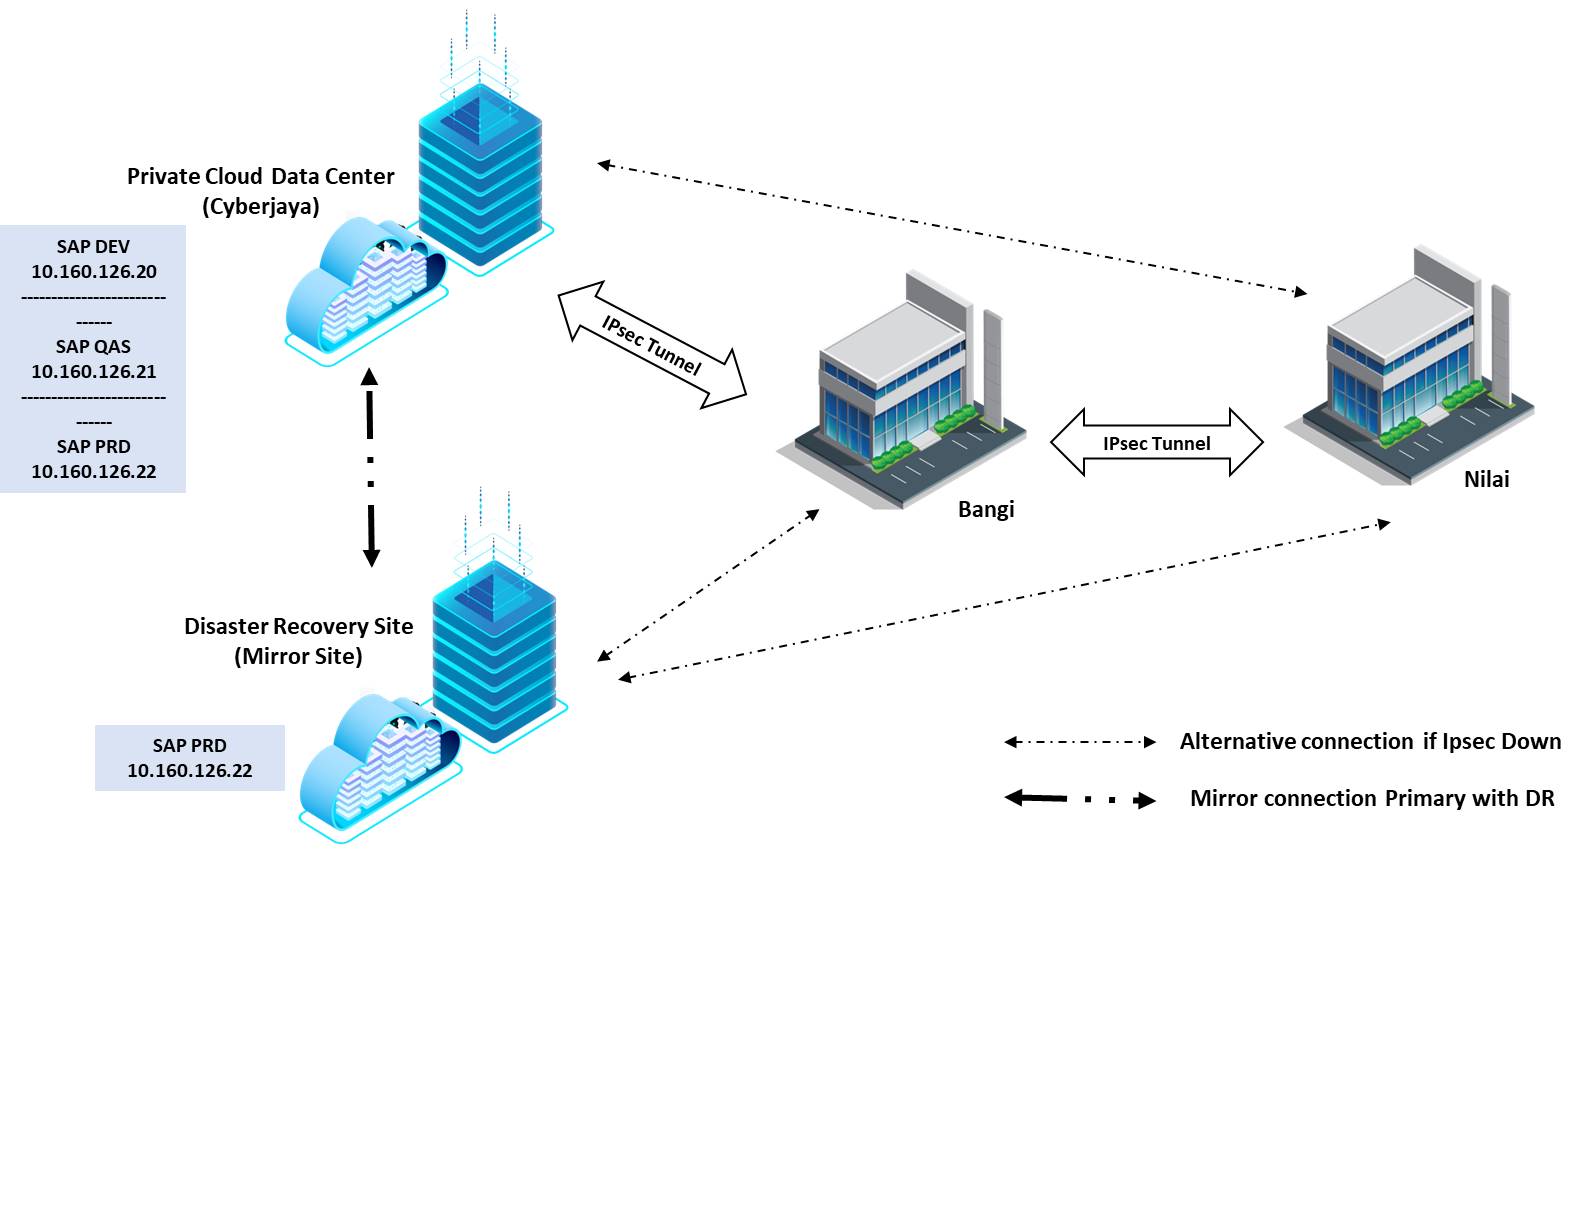 Private Cloud Data Center
(Cyberjaya)
SAP DEV
10.160.126.20
------------------------
------
SAP QAS
10.160.126.21
------------------------
------
SAP PRD
10.160.126.22
IPsec Tunnel
IPsec Tunnel
Bangi
Nilai
Disaster Recovery Site
(Mirror Site)
SAP PRD
10.160.126.22
Alternative connection if Ipsec Down
Mirror connection Primary with DR